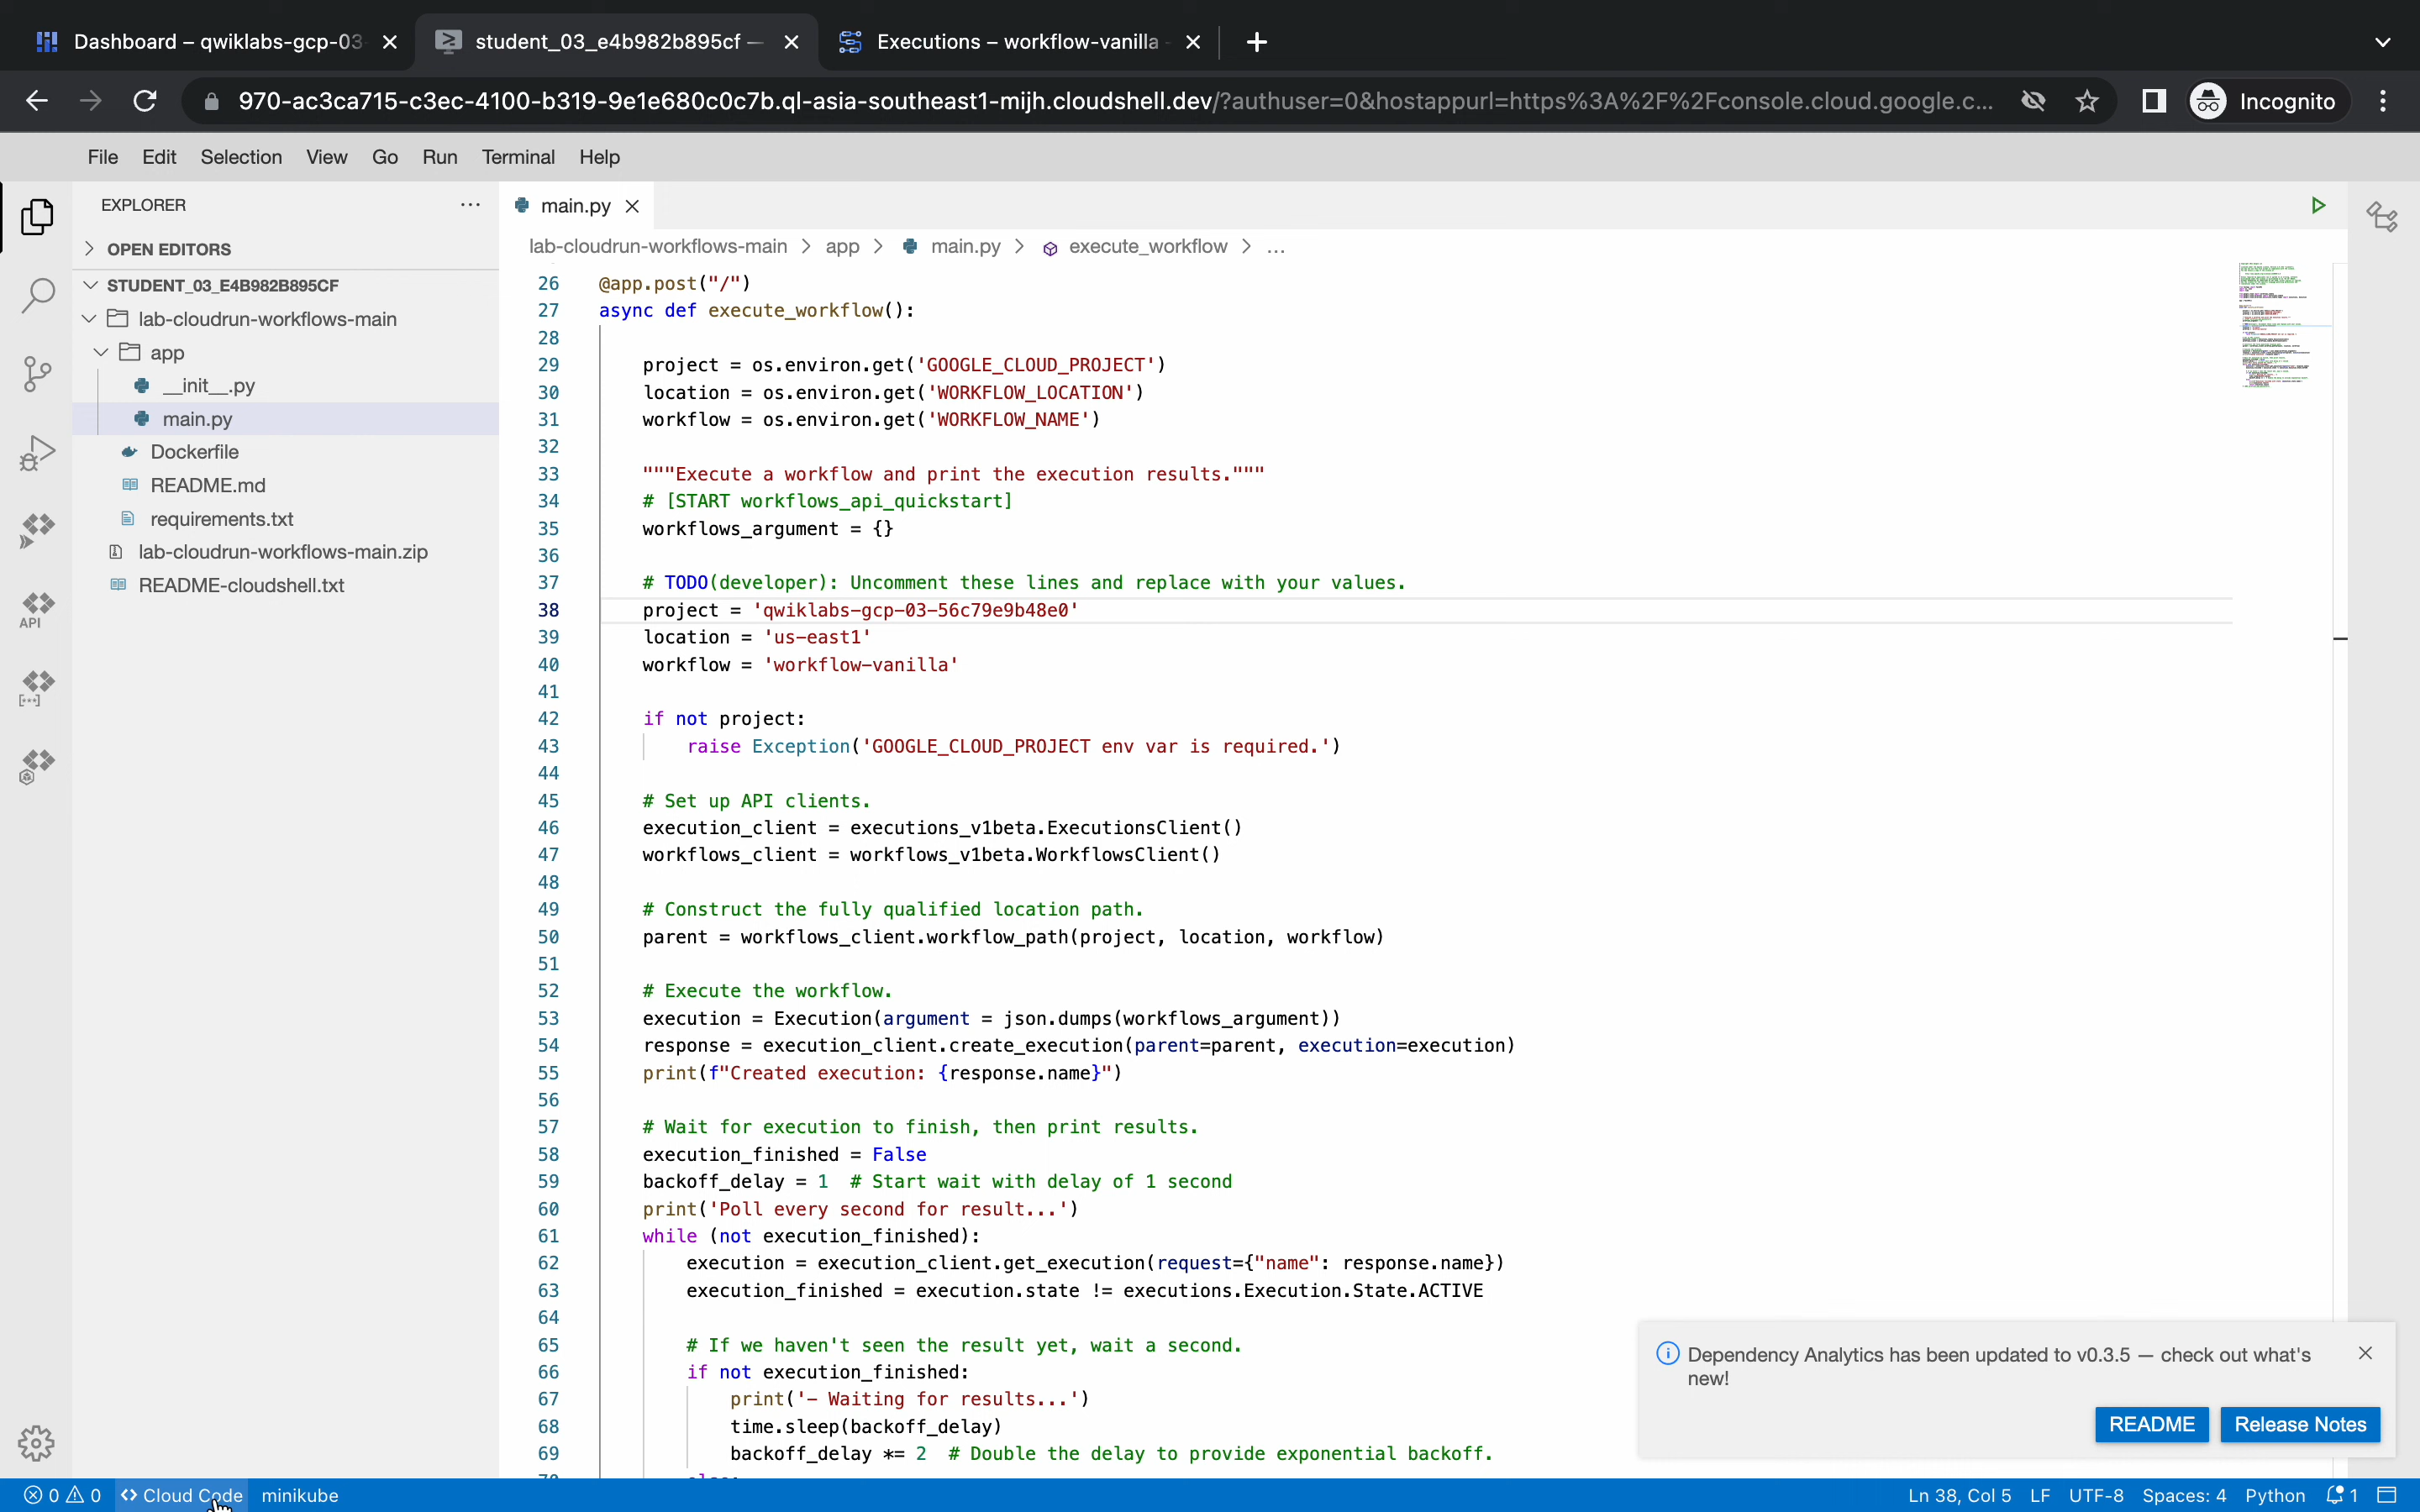 Dashboard – qwiklabs-gcp-03-
student_03_e4b982b895cf —
Executions – workflow-vanilla -
970-ac3ca715-c3ec-4100-b319-9e1e680c0c7b.ql-asia-southeast1-mijh.cloudshell.dev/?authuser=0&hostappurl=https%3A%2F%2Fconsole.cloud.google.c...
Incognito
File Edit Selection View Go Run Terminal Help
EXPLORER
OPEN EDITORS
STUDENT_03_E4B982B895CF
lab-cloudrun-workflows-main
app
__init__.py
main.py
Dockerfile
README.md
requirements.txt
lab-cloudrun-workflows-main.zip
README-cloudshell.txt
API
main.py
lab-cloudrun-workflows-main > app > main.py > execute_workflow > ...
26 @app.post("/")
27 async def execute_workflow():
28
29 project = os.environ.get('GOOGLE_CLOUD_PROJECT')
30 location = os.environ.get('WORKFLOW_LOCATION')
31 workflow = os.environ.get('WORKFLOW_NAME')
32
33 """Execute a workflow and print the execution results."""
34 # [START workflows_api_quickstart]
35 workflows_argument = {}
36
37 # TODO(developer): Uncomment these lines and replace with your values.
38 project = 'qwiklabs-gcp-03-56c79e9b48e0'
39 location = 'us-east1'
40 workflow = 'workflow-vanilla'
41
42 if not project:
43 raise Exception('GOOGLE_CLOUD_PROJECT env var is required.')
44
45 # Set up API clients.
46 execution_client = executions_v1beta.ExecutionsClient()
47 workflows_client = workflows_v1beta.WorkflowsClient()
48
49 # Construct the fully qualified location path.
50 parent = workflows_client.workflow_path(project, location, workflow)
51
52 # Execute the workflow.
53 execution = Execution(argument = json.dumps(workflows_argument))
54 response = execution_client.create_execution(parent=parent, execution=execution)
55 print(f"Created execution: {response.name}")
56
57 # Wait for execution to finish, then print results.
58 execution_finished = False
59 backoff_delay = 1 # Start wait with delay of 1 second
60 print('Poll every second for result...')
61 while (not execution_finished):
62 execution = execution_client.get_execution(request={"name": response.name})
63 execution_finished = execution.state != executions.Execution.State.ACTIVE
64
65 # If we haven't seen the result yet, wait a second.
66 if not execution_finished:
67 print('- Waiting for results...')
68 time.sleep(backoff_delay)
69 backoff_delay *= 2 # Double the delay to provide exponential backoff.
Dependency Analytics has been updated to v0.3.5 — check out what's
new!
README Release Notes
0 0 Cloud Code minikube
Ln 38, Col 5 LF UTF-8 Spaces: 4 Python 1